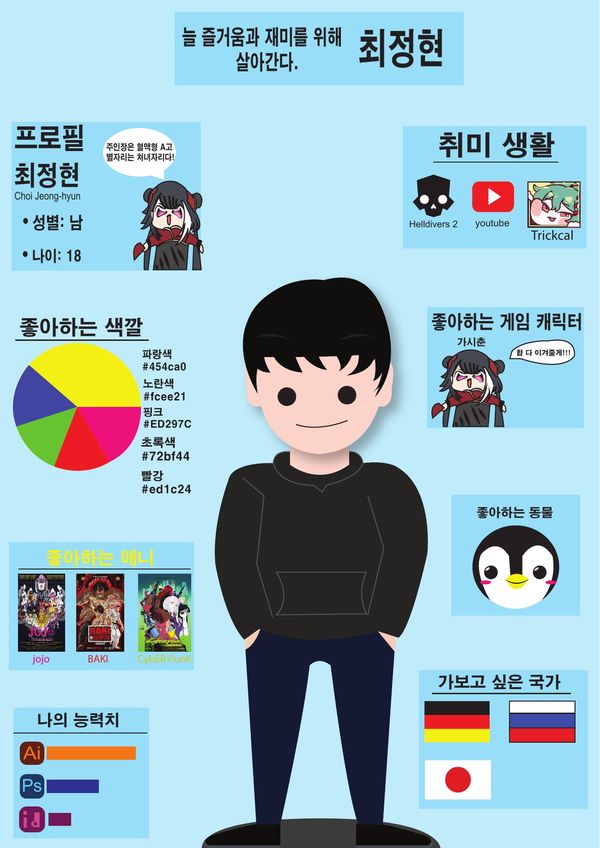 늘 즐거움과 재미를 위해
살아간다.
최정현
프로필
최정현
Choi Jeong-hyun
• 성별: 남
• 나이: 18
주인장은 혈액형 A고
별자리는 처녀자리다!
취미 생활
Helldivers 2
youtube
Trickcal
좋아하는 색깔
파랑색
#454ca0
노란색
#fcee21
핑크
#ED297C
초록색
#72bf44
빨강
#ed1c24
좋아하는 게임 캐릭터
가시춘
합 다 이겨줄게!!!
좋아하는 동물
좋아하는 애니
JOJO
BAKI
jojo
BAKI
CybER PunK
가보고 싶은 국가
나의 능력치
Ai
Ps
id